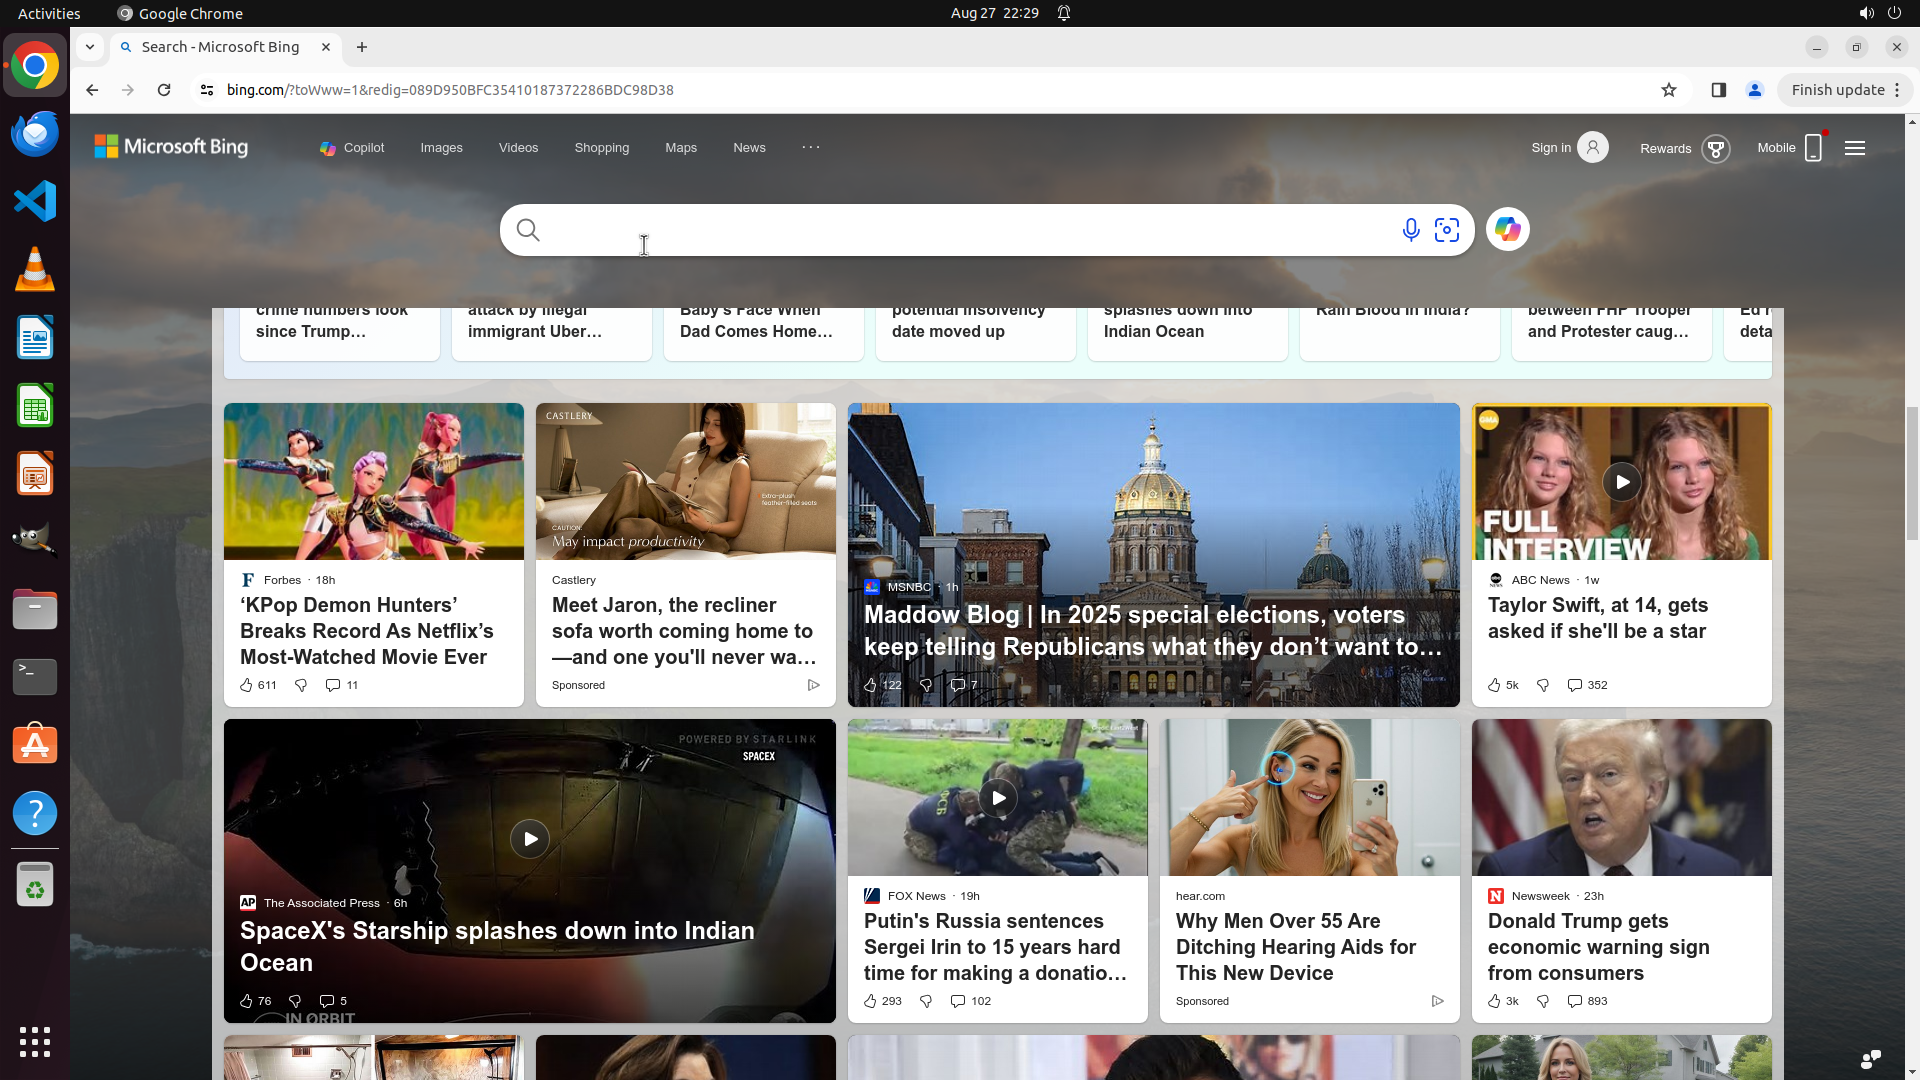 Activities
Google Chrome
Aug 27 22:29
Search - Microsoft Bing
bing.com/?toWww=1&redig=089D950BFC35410187372286BDC98D38
Finish update
Microsoft Bing
Copilot
Images
Videos
Shopping
Maps
News
Sign in
Rewards
Mobile
crime numbers look
since Trump...
attack by illegal
immigrant Uber...
Baby's Face When
Dad Comes Home...
potential insolvency
date moved up
splashes down into
Indian Ocean
Rain Blood in India?
between FHP Trooper
and Protester caug...
Ed r
deta
CASTLERY
Extra-plush
feather-filled seats
CAUTION:
May impact productivity
GMA
FULL
INTERVIEW
Forbes · 18h
‘KPop Demon Hunters’
Breaks Record As Netflix’s
Most-Watched Movie Ever
611
11
Castlery
Meet Jaron, the recliner
sofa worth coming home to
—and one you'll never wa...
Sponsored
MSNBC · 1h
Maddow Blog | In 2025 special elections, voters
keep telling Republicans what they don’t want to...
122
7
ABC News · 1w
Taylor Swift, at 14, gets
asked if she'll be a star
5k
352
POWERED BY STARLINK
SPACEX
AP The Associated Press · 6h
SpaceX's Starship splashes down into Indian
Ocean
76
5
IN ORBIT
FOX News · 19h
Putin's Russia sentences
Sergei Irin to 15 years hard
time for making a donatio...
293
102
hear.com
Why Men Over 55 Are
Ditching Hearing Aids for
This New Device
Sponsored
N Newsweek · 23h
Donald Trump gets
economic warning sign
from consumers
3k
893